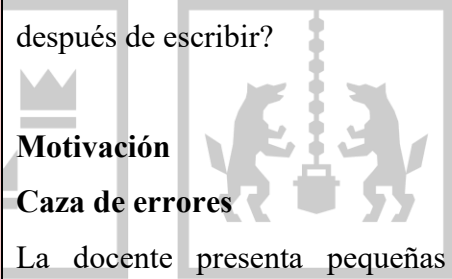 después de escribir?
Motivación
Caza de errores
La docente presenta pequeñas